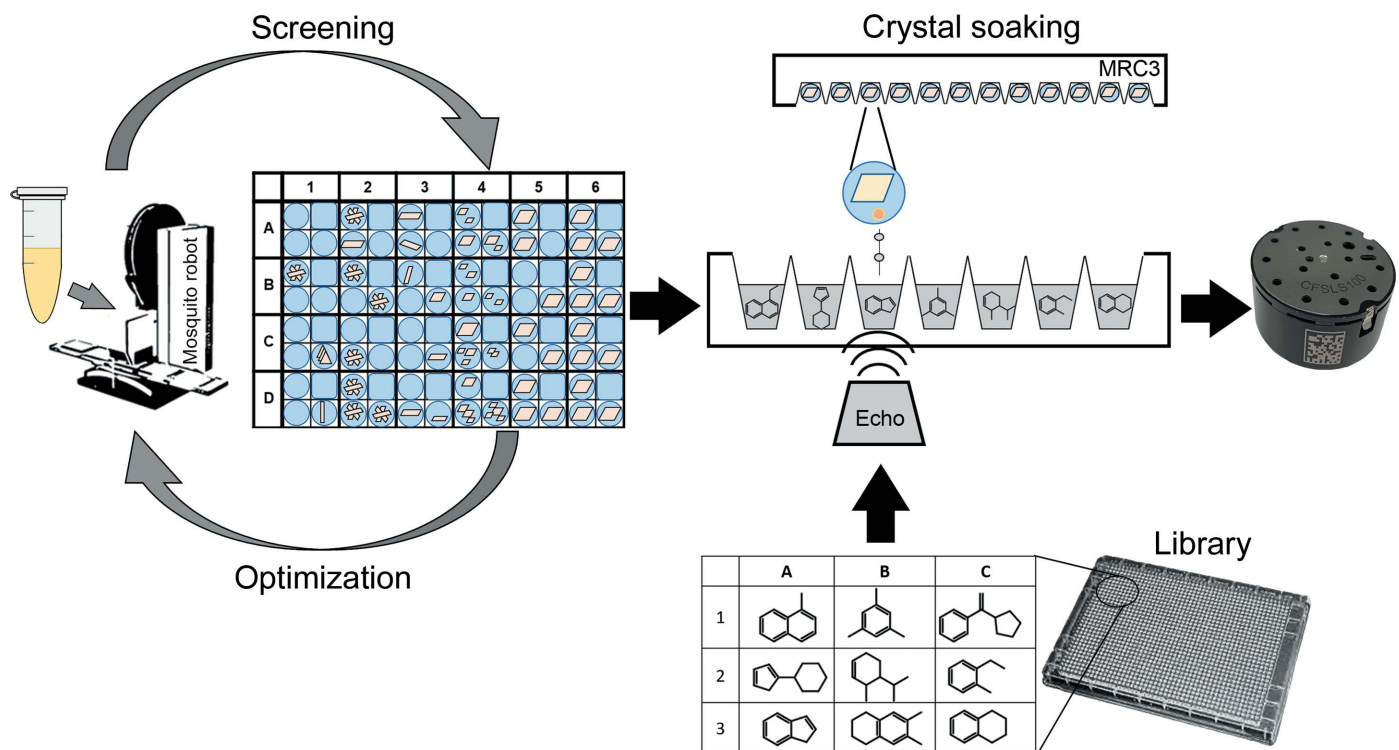 Screening
Crystal soaking
MRC3
Mosquito robot
1 2 3 4 5 6
A
B
C
D
Echo
CFSLS100
Optimization
Library
A B C
1
2
3